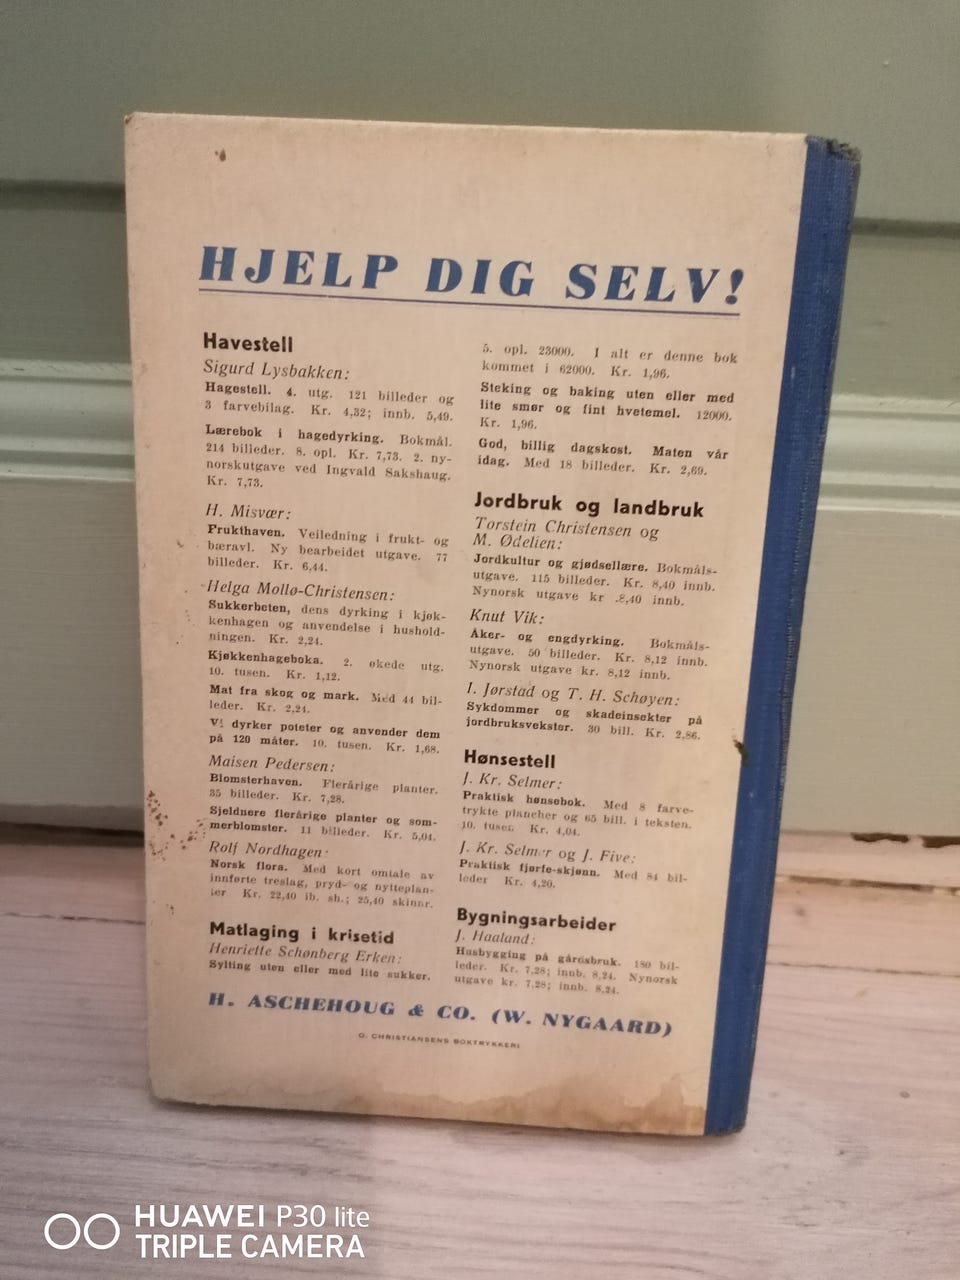 HJELP DIG SELV!
Havestell
Sigurd Lysbakken:
Hagestell. 4. utg. 121 billeder og
3 farvebilag. Kr. 4,32; innb. 5,49.
Lærebok i hagedyrking. Bokmål.
214 billeder. 8. opl. Kr. 7,73. 2. ny-
norskutgave ved Ingvald Sakshaug.
Kr. 7,73.
H. Misvær:
Frukthaven. Veiledning i frukt- og
bæravl. Ny bearbeidet utgave. 77
billeder. Kr. 6,44.
Helga Mollø-Christensen:
Sukkerbeten, dens dyrking i kjøk-
kenhagen og anvendelse i hushold-
ningen. Kr. 2,24.
Kjøkkenhageboka. 2. økede utg.
10. tusen. Kr. 1,12.
Mat fra skog og mark. Med 44 bil-
leder. Kr. 2,24.
Vi dyrker poteter og anvender dem
på 120 måter. 10. tusen. Kr. 1,68.
Maisen Pedersen:
Blomsterhaven. Flerårige planter.
35 billeder. Kr. 7,28.
Sjeldnere flerårige planter og som-
merblomster. 11 billeder. Kr. 5,04.
Rolf Nordhagen:
Norsk flora. Med kort omtale av
innførte treslag, pryd- og nytteplan-
ter Kr. 22,40 ib. sh.; 25,40 skinnr.
Matlaging i krisetid
Henriette Schønberg Erken:
Sylting uten eller med lite sukker.
5. opl. 23000. I alt er denne bok
kommet i 62000. Kr. 1,96.
Steking og baking uten eller med
lite smør og fint hvetemel. 12000.
Kr. 1,96.
God, billig dagskost. Maten vår
idag. Med 18 billeder. Kr. 2,69.
Jordbruk og landbruk
Torstein Christensen og
M. Ødelien:
Jordkultur og gjødsellære. Bokmåls-
utgave. 115 billeder. Kr. 8,40 innb.
Nynorsk utgave kr 8,40 innb.
Knut Vik:
Åker- og engdyrking. Bokmåls-
utgave. 50 billeder. Kr. 8,12 innb.
Nynorsk utgave kr. 8,12 innb.
I. Jørstad og T. H. Schøyen:
Sykdommer og skadeinsekter på
jordbruksvekster. 30 bill. Kr. 2,86.
Hønsestell
J. Kr. Selmer:
Praktisk hønsebok. Med 8 farve-
trykte plancher og 65 bill. i teksten.
10. tusen. Kr. 4,04.
J. Kr. Selmer og J. Five:
Praktisk fjørfe-skjønn. Med 84 bil-
leder Kr. 4,20.
Bygningsarbeider
J. Haaland:
Husbygging på gårdsbruk. 180 bil-
leder. Kr. 7,28; innb. 8,24. Nynorsk
utgave kr. 7,28; innb. 8,24.
H. ASCHEHOUG & CO. (W. NYGAARD)
O. CHRISTIANSENS BOKTRYKKERI
HUAWEI P30 lite
TRIPLE CAMERA